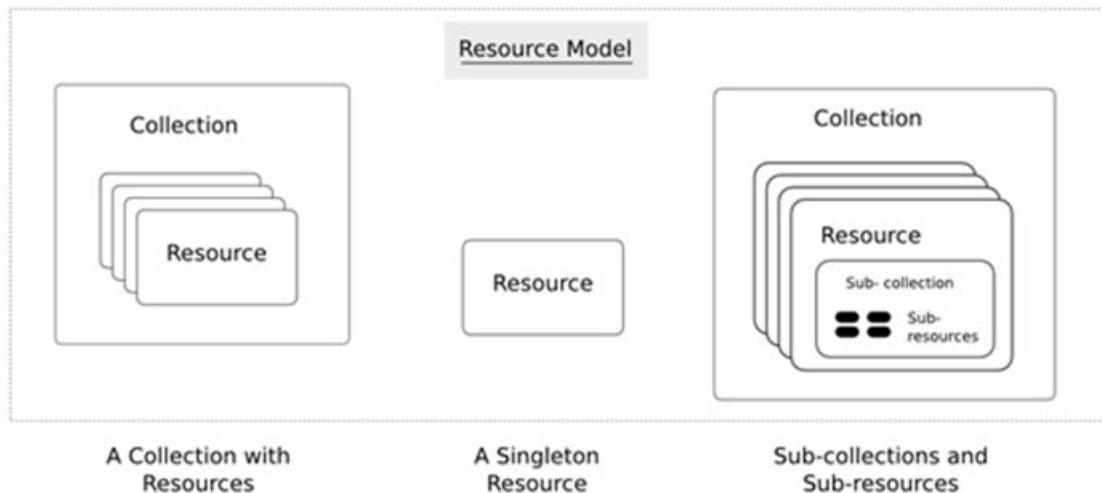 Resource Model
Collection
Resource
Resource
Collection
Resource
Sub- collection
Sub-
resources
A Collection with
Resources
A Singleton
Resource
Sub-collections and
Sub-resources